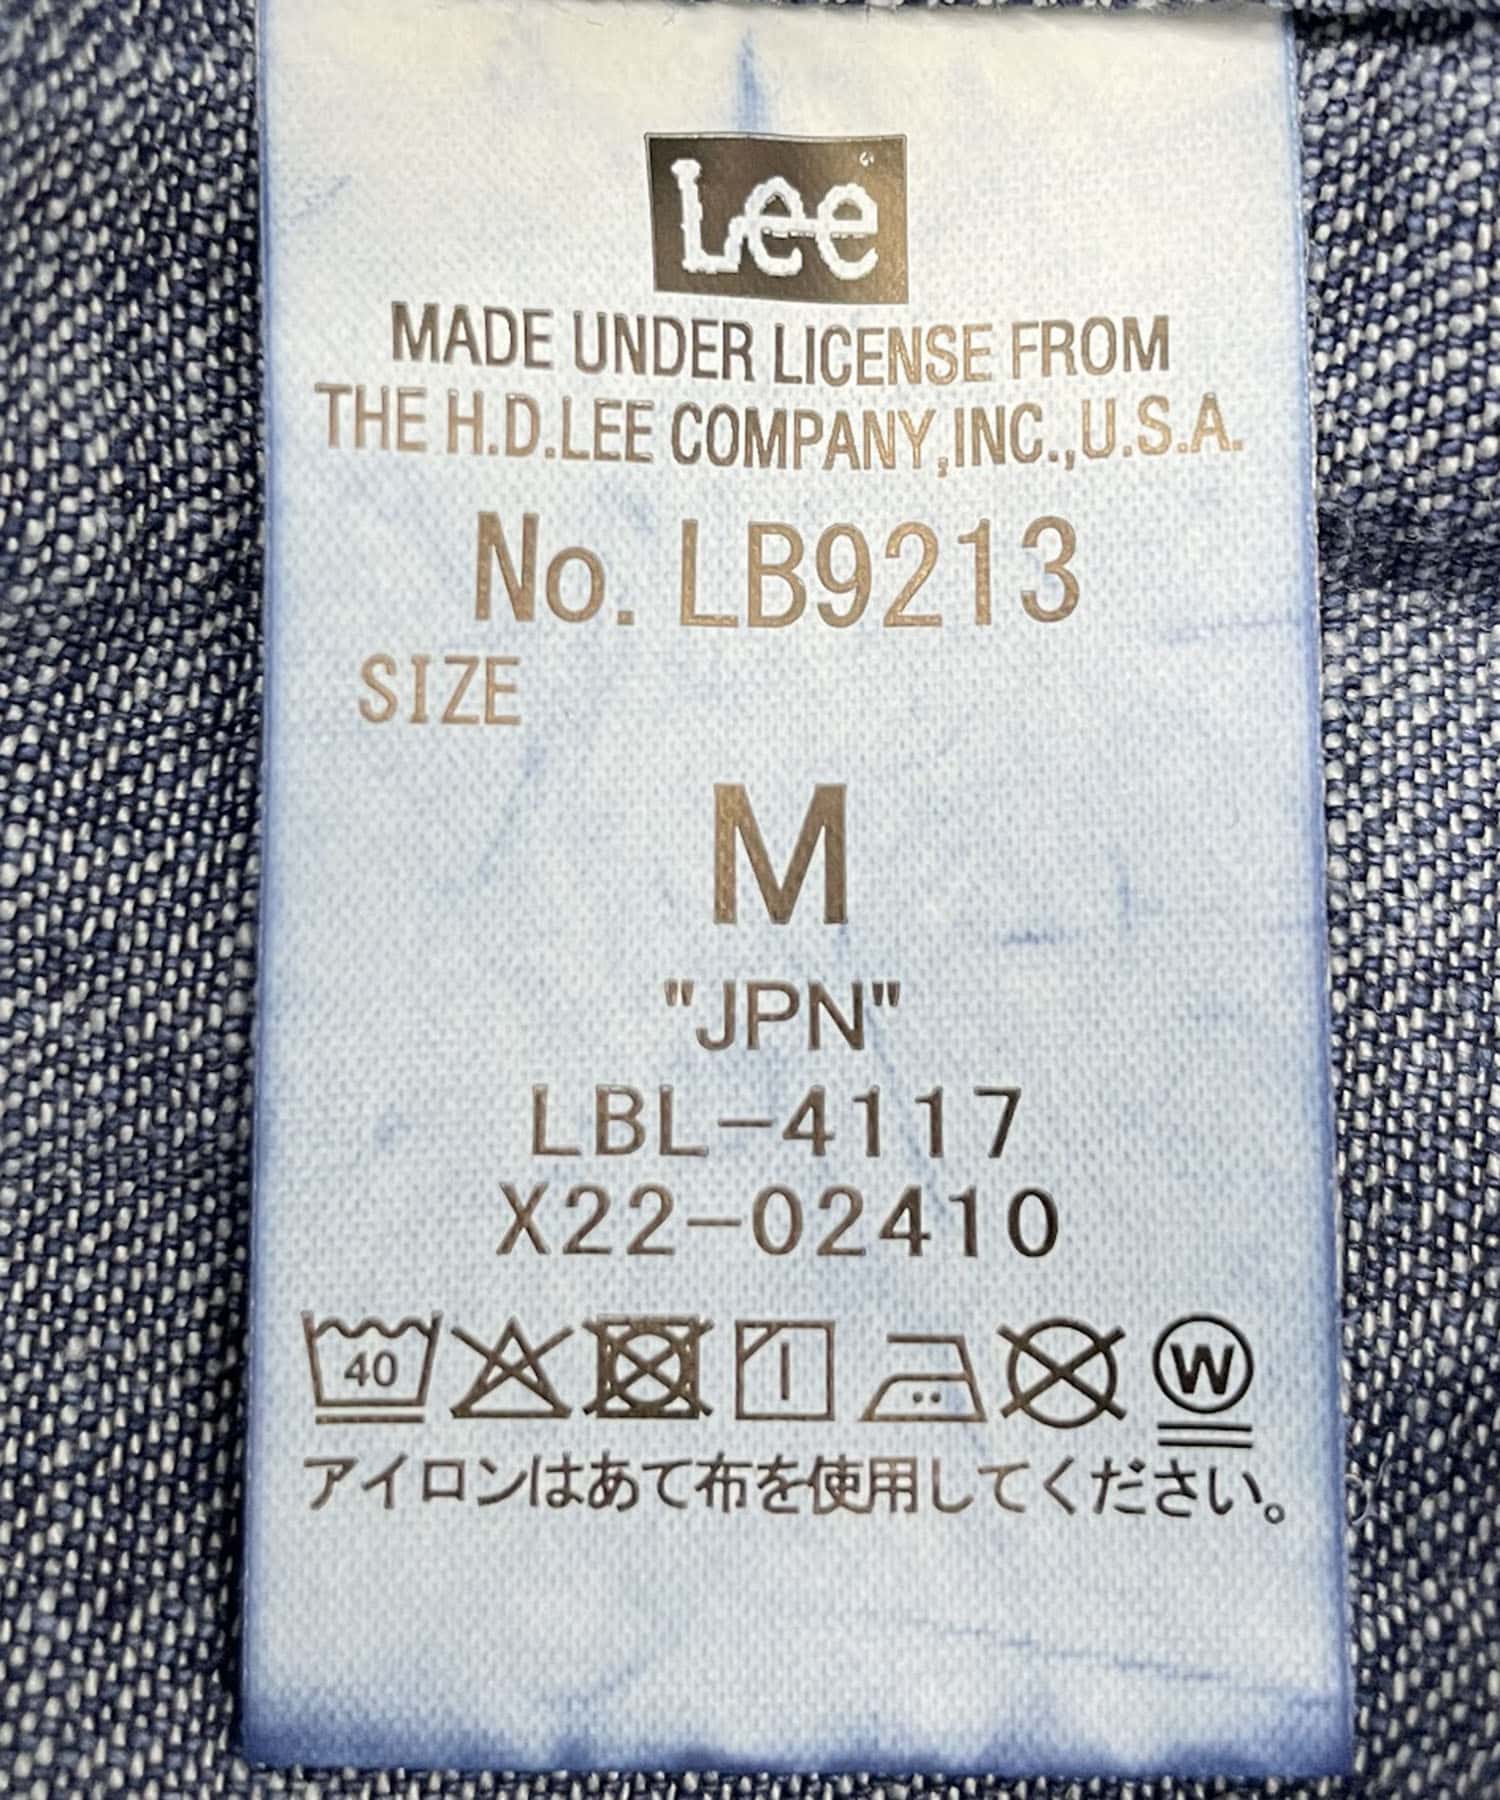 Lee
MADE UNDER LICENSE FROM
THE H.D.LEE COMPANY,INC.,U.S.A.
No. LB9213
SIZE
M
"JPN"
LBL-4117
X22-02410
40 W
アイロンはあて布を使用してください。